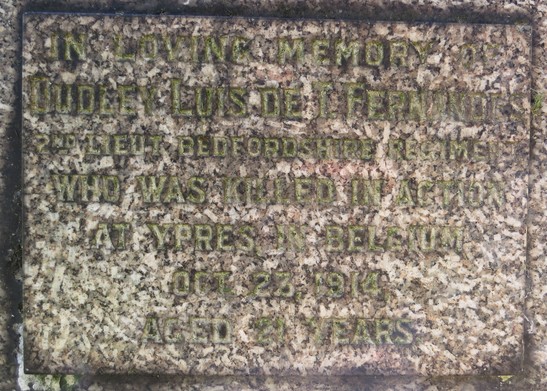 IN LOVING MEMORY OF
DUDLEY LUIS DE T. FERNANDEZ
2ND LIEUT BEDFORDSHIRE REGIMENT
WHO WAS KILLED IN ACTION
AT YPRES, IN BELGIUM,
OCT. 23, 1914,
AGED 21 YEARS